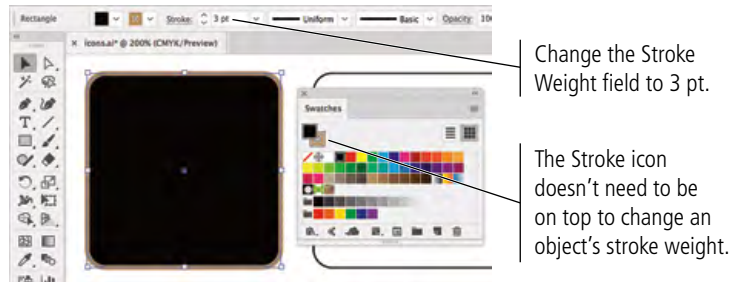 Rectangle Stroke: 3 pt Uniform Basic Opacity: 100
× icons.ai* @ 200% (CMYK/Preview)
Swatches
Change the Stroke
Weight field to 3 pt.
The Stroke icon
doesn’t need to be
on top to change an
object’s stroke weight.